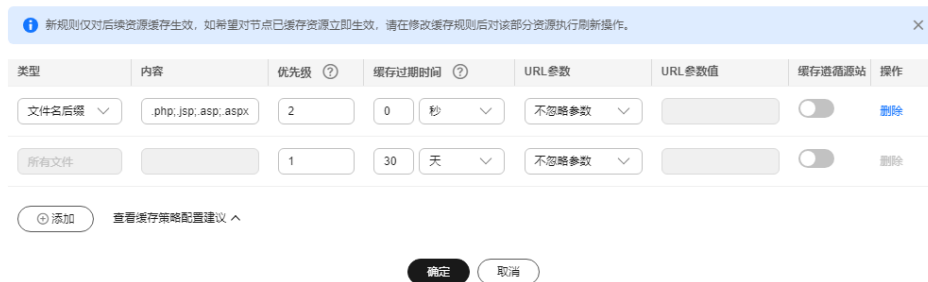 新规则仅对后续资源缓存生效，如希望对节点已缓存资源立即生效，请在修改缓存规则后对该部分资源执行刷新操作。
类型 内容 优先级 缓存过期时间 URL参数 URL参数值 缓存遵循源站 操作
文件名后缀 .php;.jsp;.asp;.aspx 2 0 秒 不忽略参数 删除
所有文件 1 30 天 不忽略参数 删除
添加 查看缓存策略配置建议
确定 取消